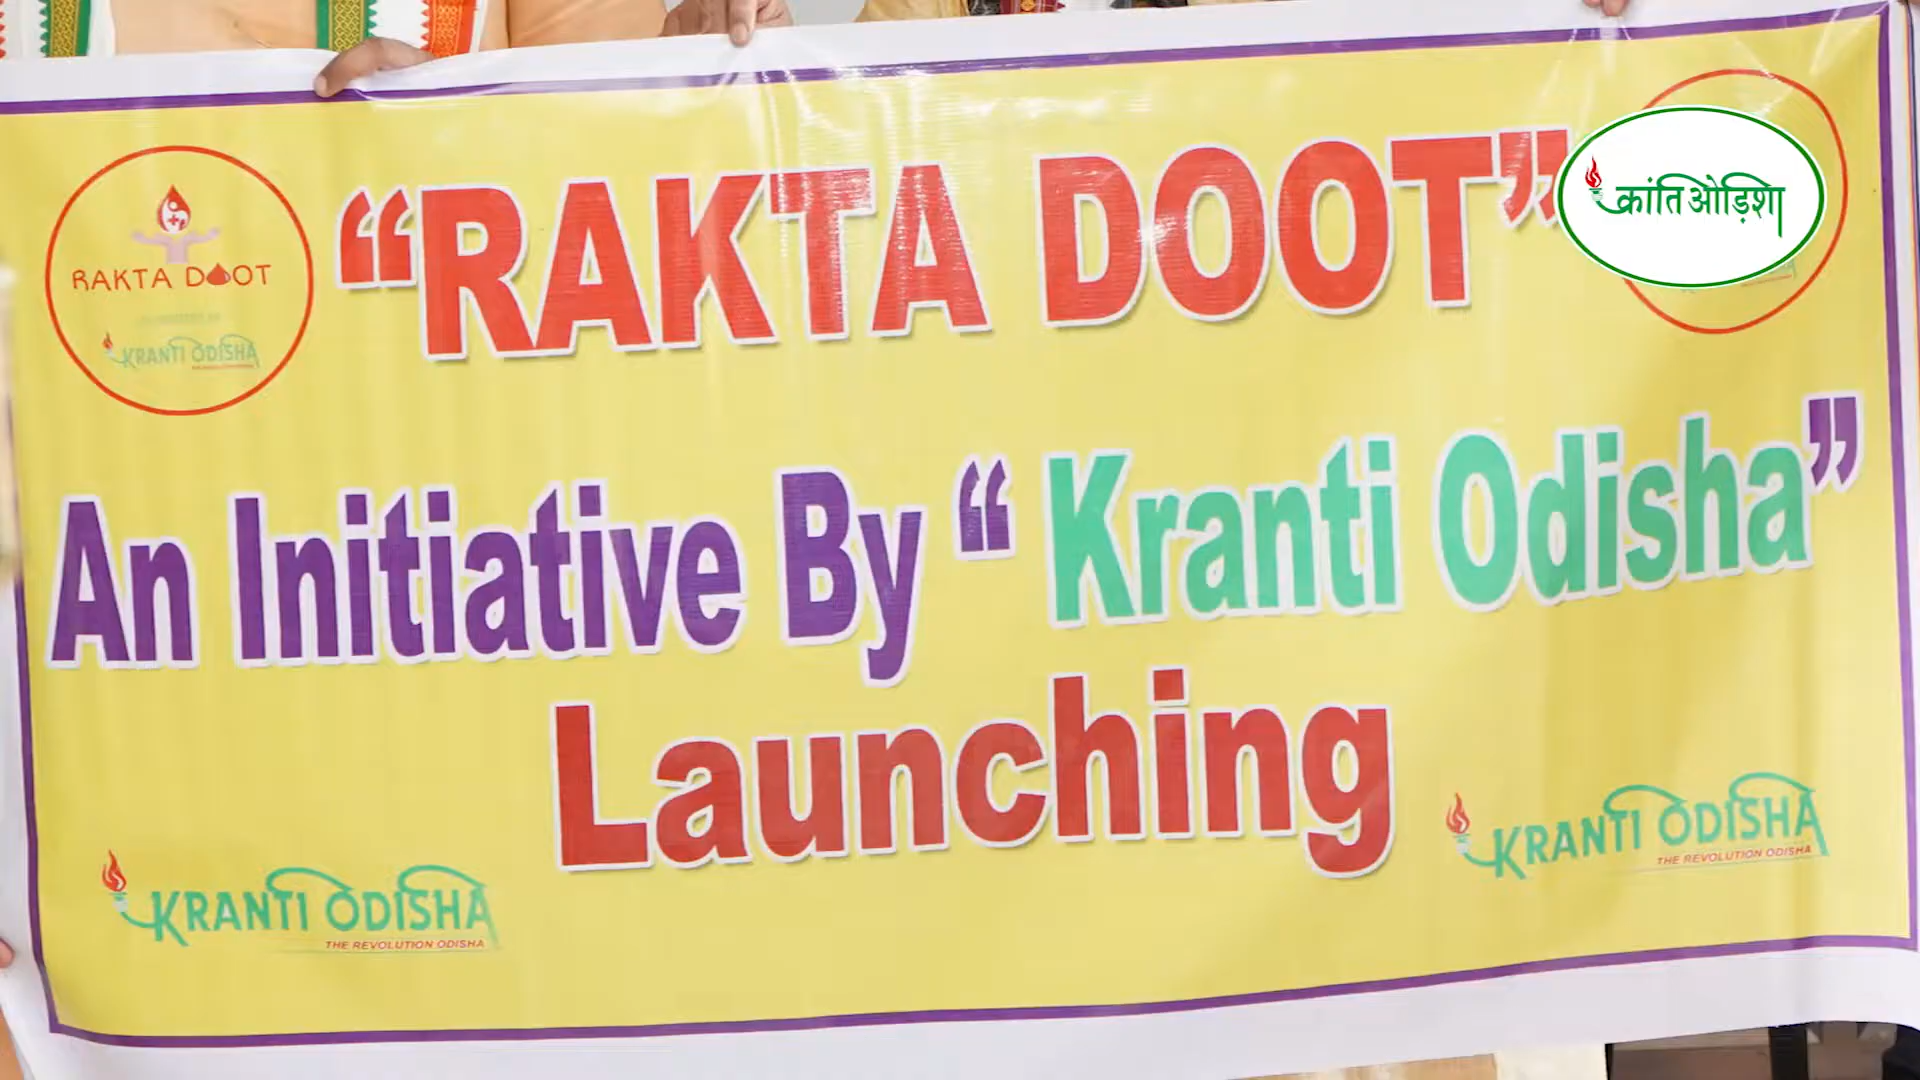 “RAKTA DOOT”
क्रांति ओड़िशा
RAKTA DOOT
KRANTI ODISHA
An Initiative By “ Kranti Odisha”
Launching
KRANTI ODISHA
THE REVOLUTION ODISHA
KRANTI ODISHA
THE REVOLUTION ODISHA